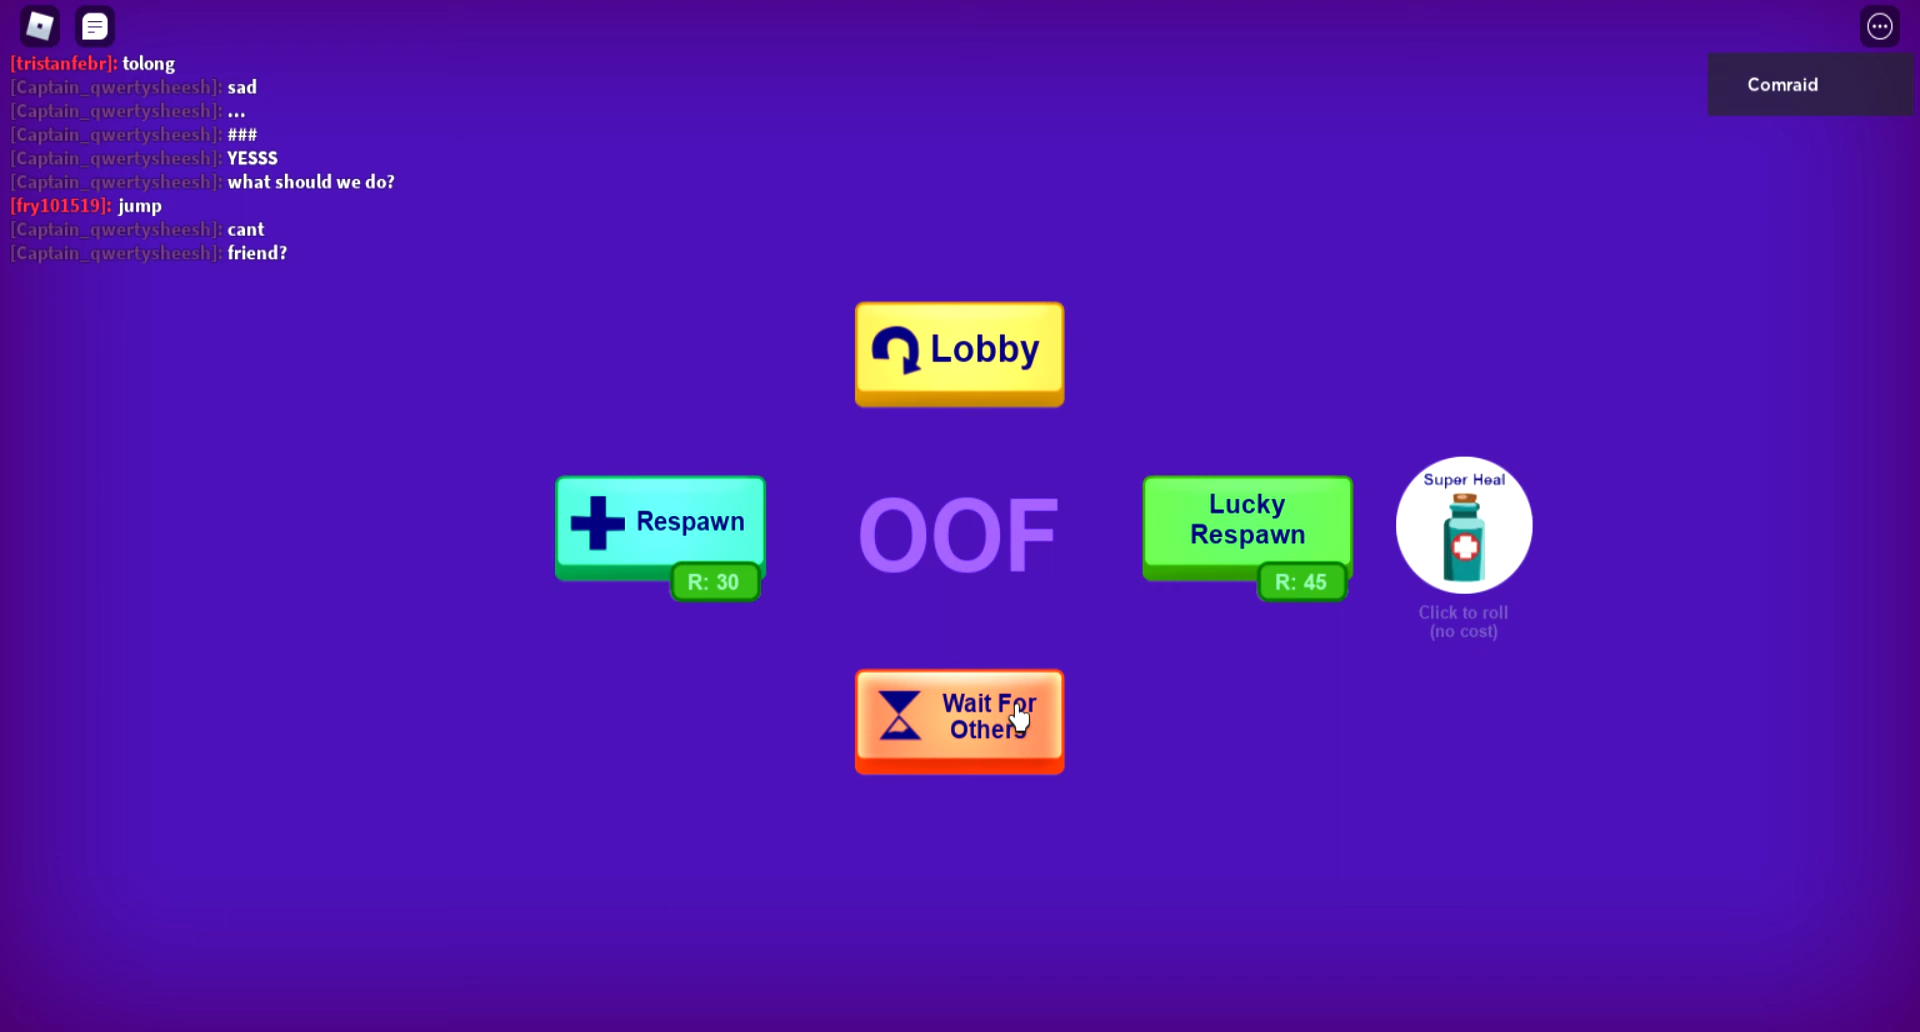 [tristanfebr]: tolong
[Captain_qwertysheesh]: sad
[Captain_qwertysheesh]: ...
[Captain_qwertysheesh]: ###
[Captain_qwertysheesh]: YESSS
[Captain_qwertysheesh]: what should we do?
[fry101519]: jump
[Captain_qwertysheesh]: cant
[Captain_qwertysheesh]: friend?
Comraid
Lobby
Respawn
R: 30
OOF
Lucky
Respawn
R: 45
Super Heal
Click to roll
(no cost)
Wait For
Others